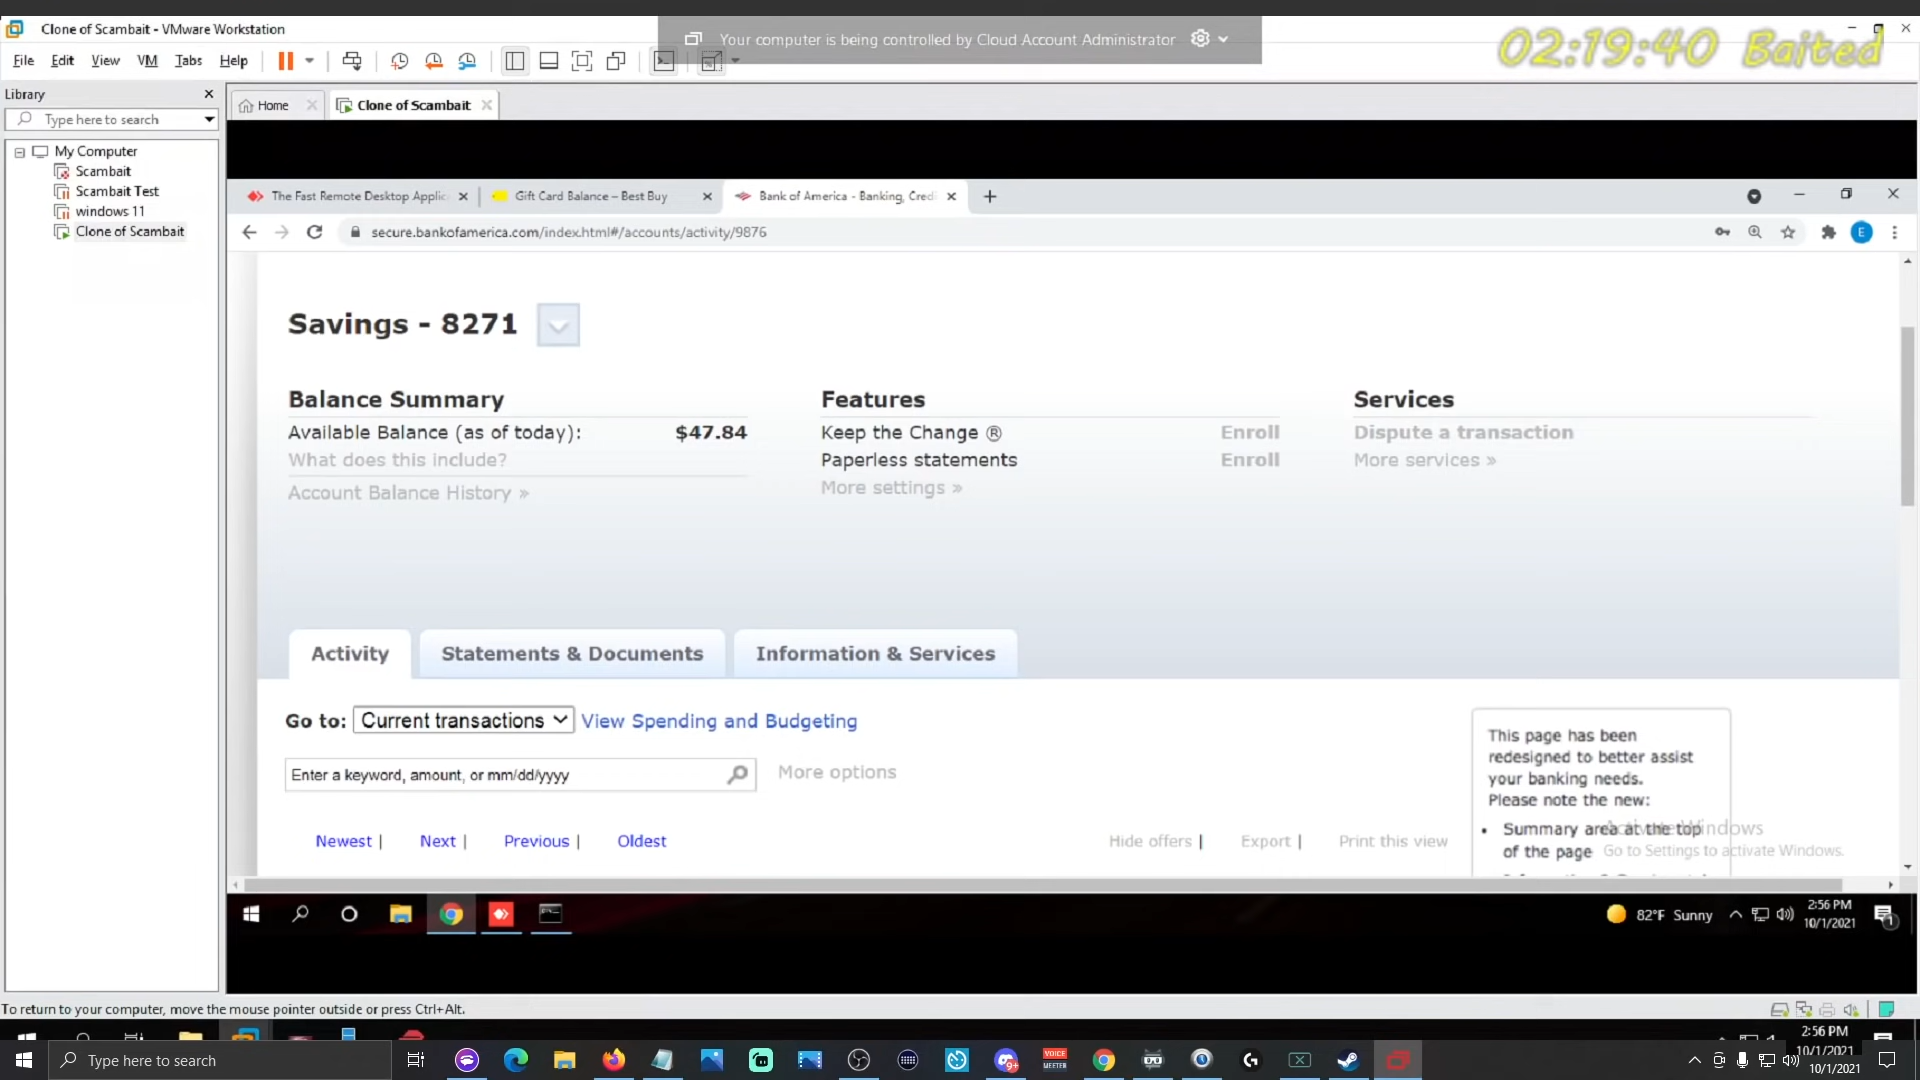 Clone of Scambait - VMware Workstation
Your computer is being controlled by Cloud Account Administrator
02:19:40 Baited
File Edit View VM Tabs Help
Library
Home
Clone of Scambait
Type here to search
My Computer
Scambait
Scambait Test
windows 11
Clone of Scambait
The Fast Remote Desktop Applic
Gift Card Balance – Best Buy
Bank of America - Banking, Credi
secure.bankofamerica.com/index.html#/accounts/activity/9876
E
Savings - 8271
Balance Summary
Available Balance (as of today): $47.84
What does this include?
Account Balance History »
Features
Keep the Change ® Enroll
Paperless statements Enroll
More settings »
Services
Dispute a transaction
More services »
Activity
Statements & Documents
Information & Services
Go to: Current transactions View Spending and Budgeting
Enter a keyword, amount, or mm/dd/yyyy
More options
Newest | Next | Previous | Oldest
Hide offers | Export | Print this view
This page has been
redesigned to better assist
your banking needs.
Please note the new:
• Summary area at the top
of the page
Activate Windows
Go to Settings to activate Windows.
82°F Sunny
2:56 PM
10/1/2021
1
To return to your computer, move the mouse pointer outside or press Ctrl+Alt.
2:56 PM
10/1/2021
Type here to search
VOICE
MEETER
10/1/2021